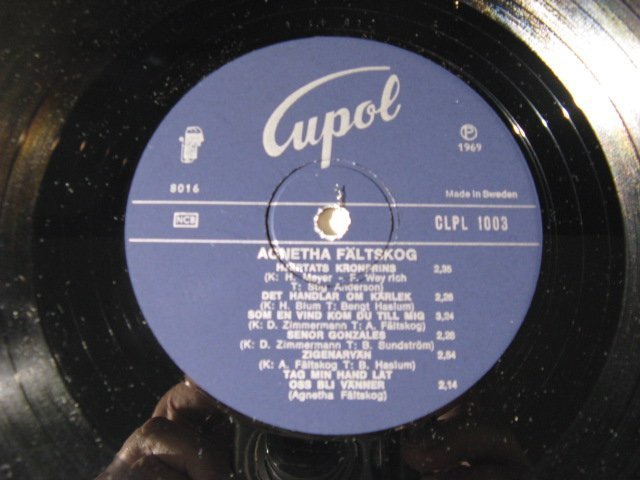 Cupol
℗
1969
8016
Made in Sweden
NCB
CLPL 1003
AGNETHA FÄLTSKOG
HJÄRTATS KRONPRINS 2,35
(K: H. Meyer - F. Weyrich
T: Stig Anderson)
DET HANDLAR OM KÄRLEK 2,26
(K: H. Blum T: Bengt Haslum)
SOM EN VIND KOM DU TILL MIG 3,24
(K: D. Zimmermann T: A. Fältskog)
SENOR GONZALES 2,28
(K: D. Zimmermann T: B. Sundström)
ZIGENARVÄN 2,54
(K: A. Fältskog T: B. Haslum)
TAG MIN HAND LÅT
OSS BLI VÄNNER 2,14
(Agnetha Fältskog)